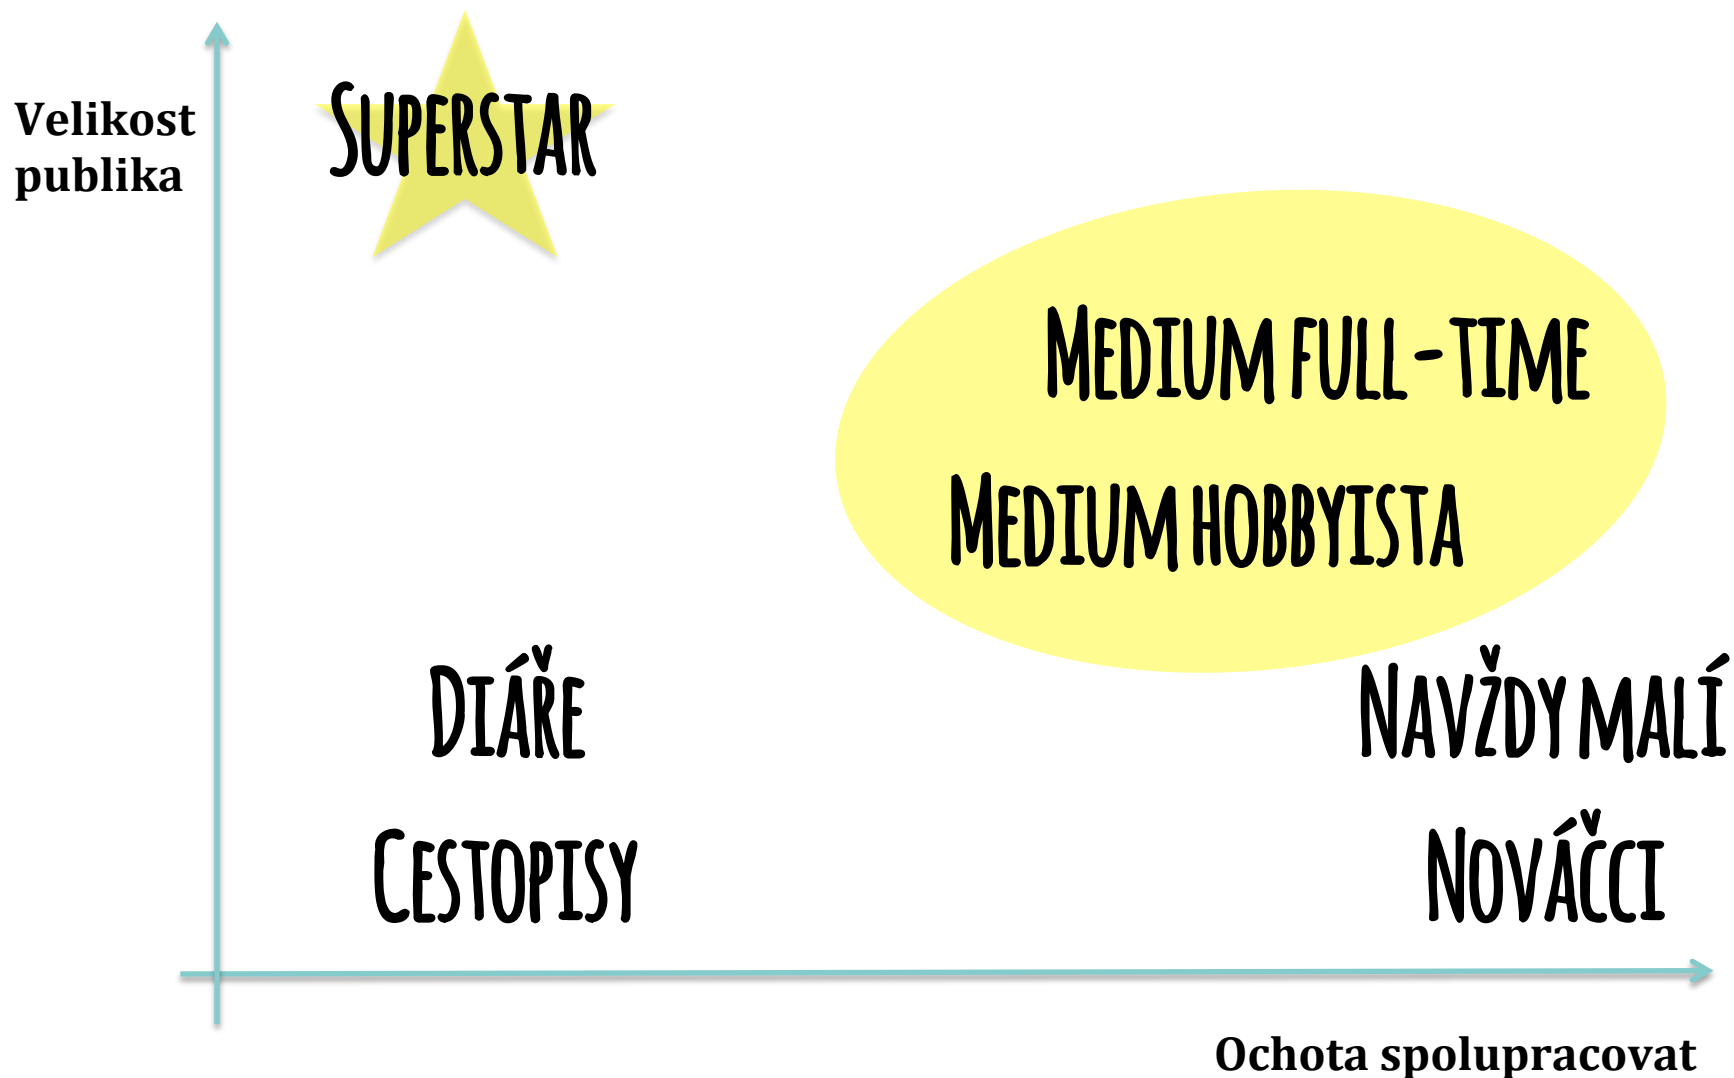 Velikost
publika
Superstar
Medium full-time
Medium hobbyista
Diáře
Navždy malí
Cestopisy
Nováčci
Ochota spolupracovat